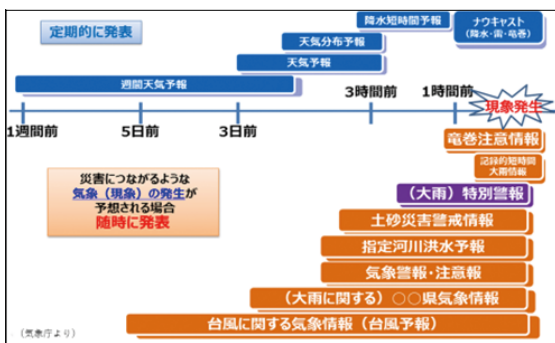 定期的に発表
降水短時間予報
ナウキャスト
(降水・雷・竜巻)
天気分布予報
天気予報
週間天気予報
1週間前
5日前
3日前
3時間前
1時間前
現象発生
竜巻注意情報
記録的短時間
大雨情報
災害につながるような
気象(現象)の発生が
予想される場合
随時に発表
(大雨)特別警報
土砂災害警戒情報
指定河川洪水予報
気象警報・注意報
(大雨に関する)○○県気象情報
台風に関する気象情報(台風予報)
(気象庁より)